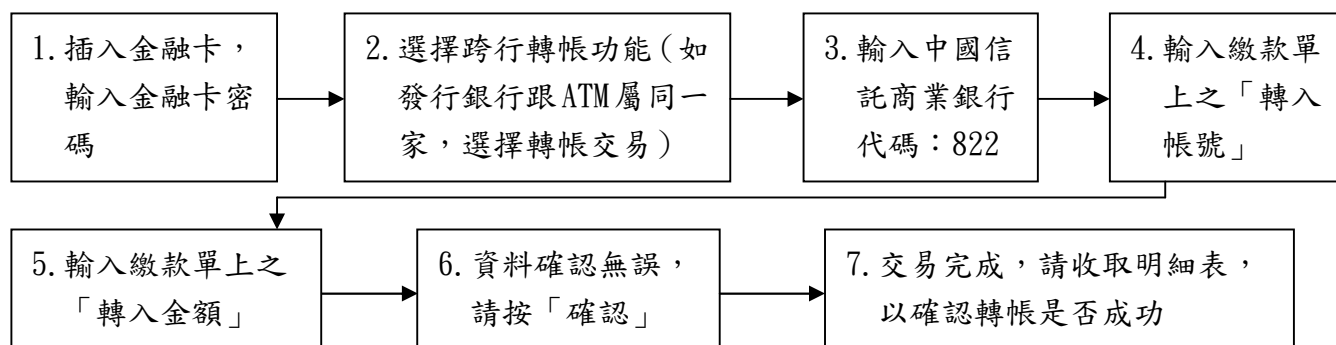 1.插入金融卡，
輸入金融卡密
碼
2.選擇跨行轉帳功能(如
發行銀行跟ATM屬同一
家，選擇轉帳交易)
3.輸入中國信
託商業銀行
代碼：822
4.輸入繳款單
上之「轉入
帳號」
5.輸入繳款單上之
「轉入金額」
6.資料確認無誤，
請按「確認」
7.交易完成，請收取明細表，
以確認轉帳是否成功